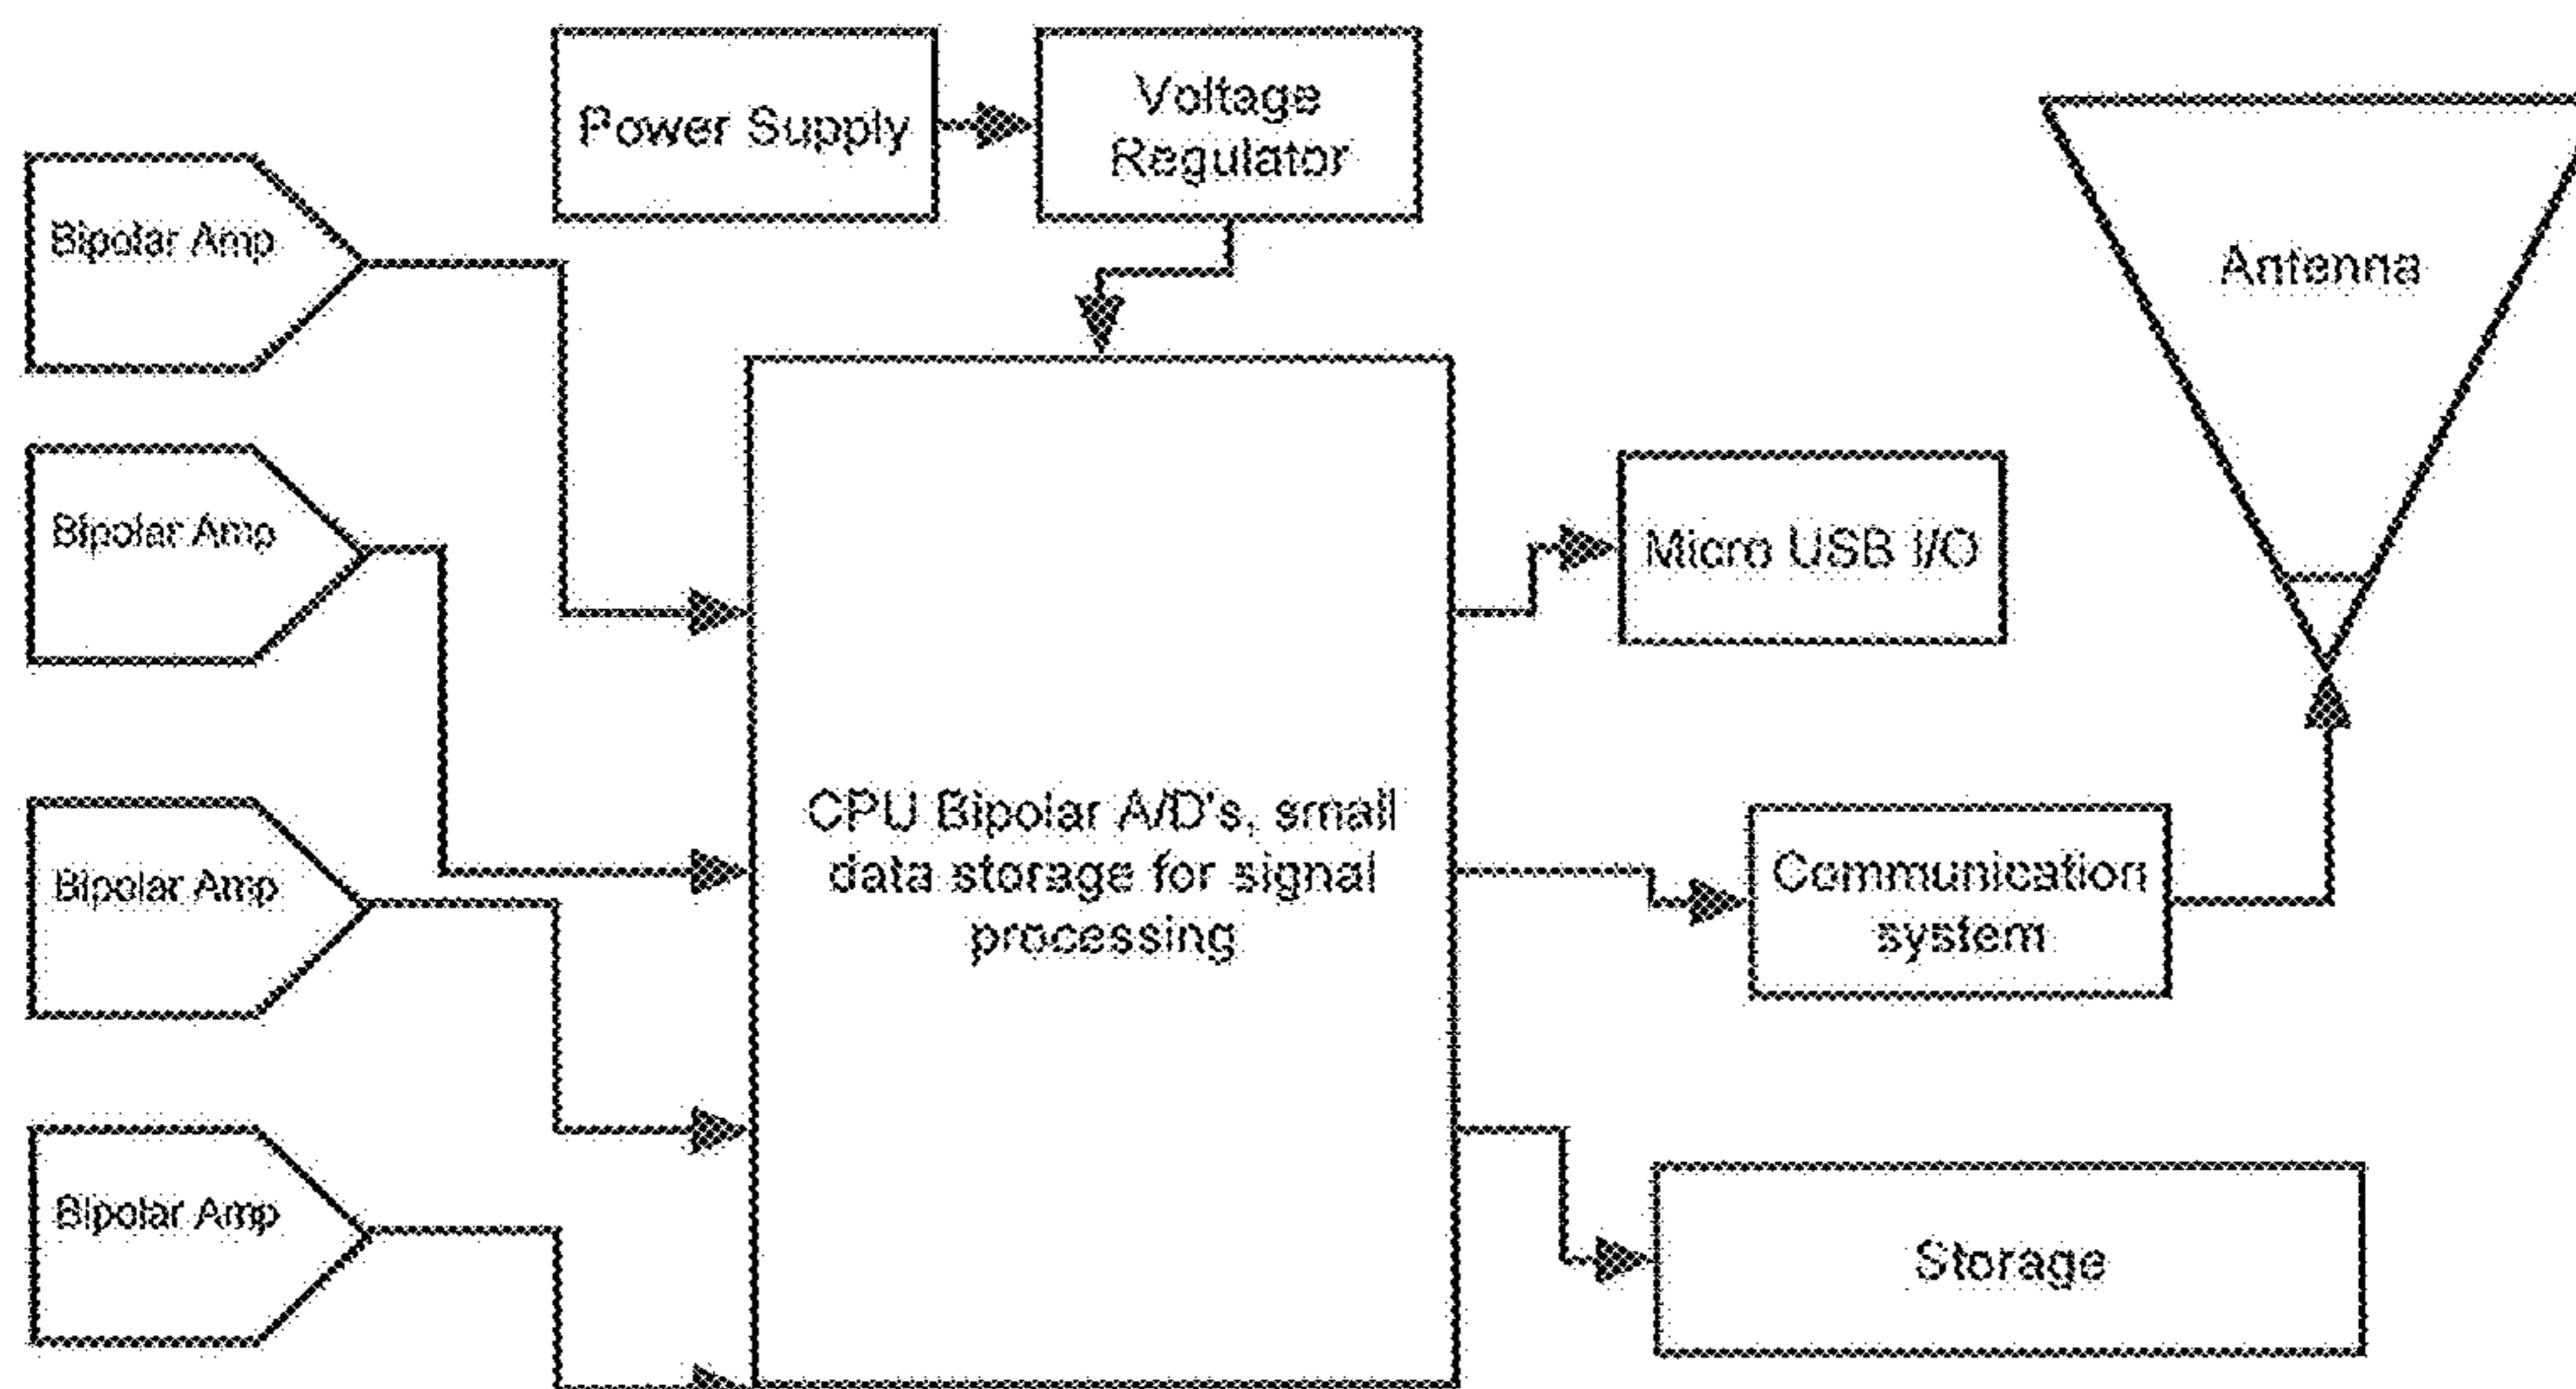 Power Supply
Voltage
Regulator
Bipolar Amp
Antenna
Bipolar Amp
Micro USB I/O
Bipolar Amp
CPU Bipolar A/D's, small
data storage for signal
processing
Communication
system
Bipolar Amp
Storage